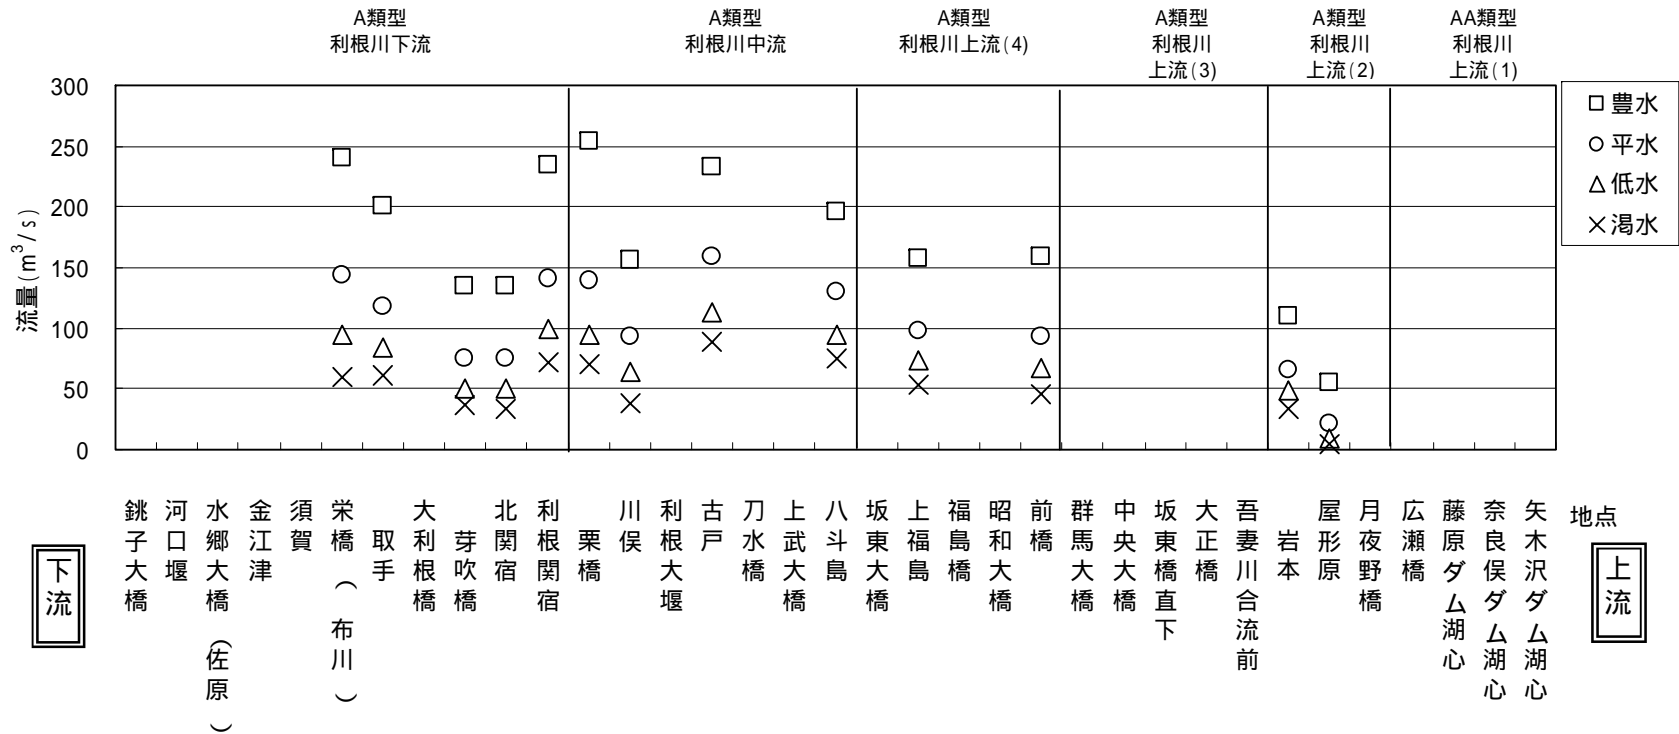 A類型
利根川下流
A類型
利根川中流
A類型
利根川上流(4)
A類型
利根川
上流(3)
A類型
利根川
上流(2)
AA類型
利根川
上流(1)
流量(m³/s)
300
250
200
150
100
50
0
豊水
平水
低水
渇水
銚子大橋
河口堰
水郷大橋(佐原)
金江津
須賀
栄橋(布川)
取手
大利根橋
芽吹橋
北関宿
利根関宿
栗橋
川俣
利根大堰
古戸
刀水橋
上武大橋
八斗島
坂東大橋
上福島
福島橋
昭和大橋
前橋
群馬大橋
中央大橋
坂東橋直下
大正橋
吾妻川合流前
岩本
屋形原
月夜野橋
広瀬橋
藤原ダム湖心
奈良俣ダム湖心
矢木沢ダム湖心
地点
下流
上流